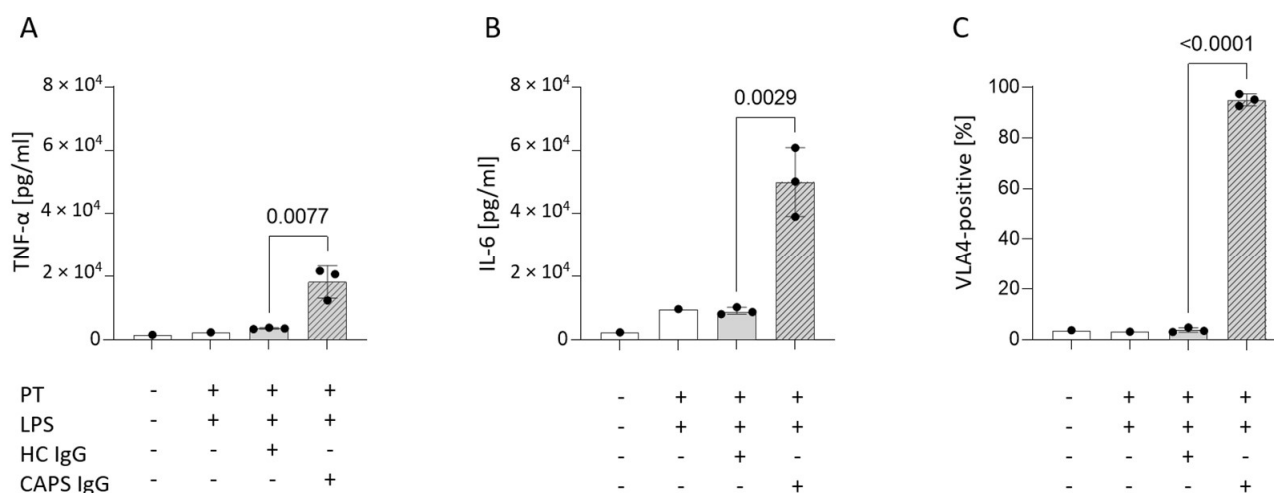 A
B
C
<0.0001
8 × 10⁴
8 × 10⁴
100
0.0029
6 × 10⁴
6 × 10⁴
80
TNF-α [pg/ml]
IL-6 [pg/ml]
VLA4-positive [%]
60
4 × 10⁴
4 × 10⁴
0.0077
40
2 × 10⁴
2 × 10⁴
20
0
0
0
PT - + + + - + + + - + + +
LPS - + + + - + + + - + + +
HC IgG - - + - - - + - - - + -
CAPS IgG - - - + - - - + - - - +